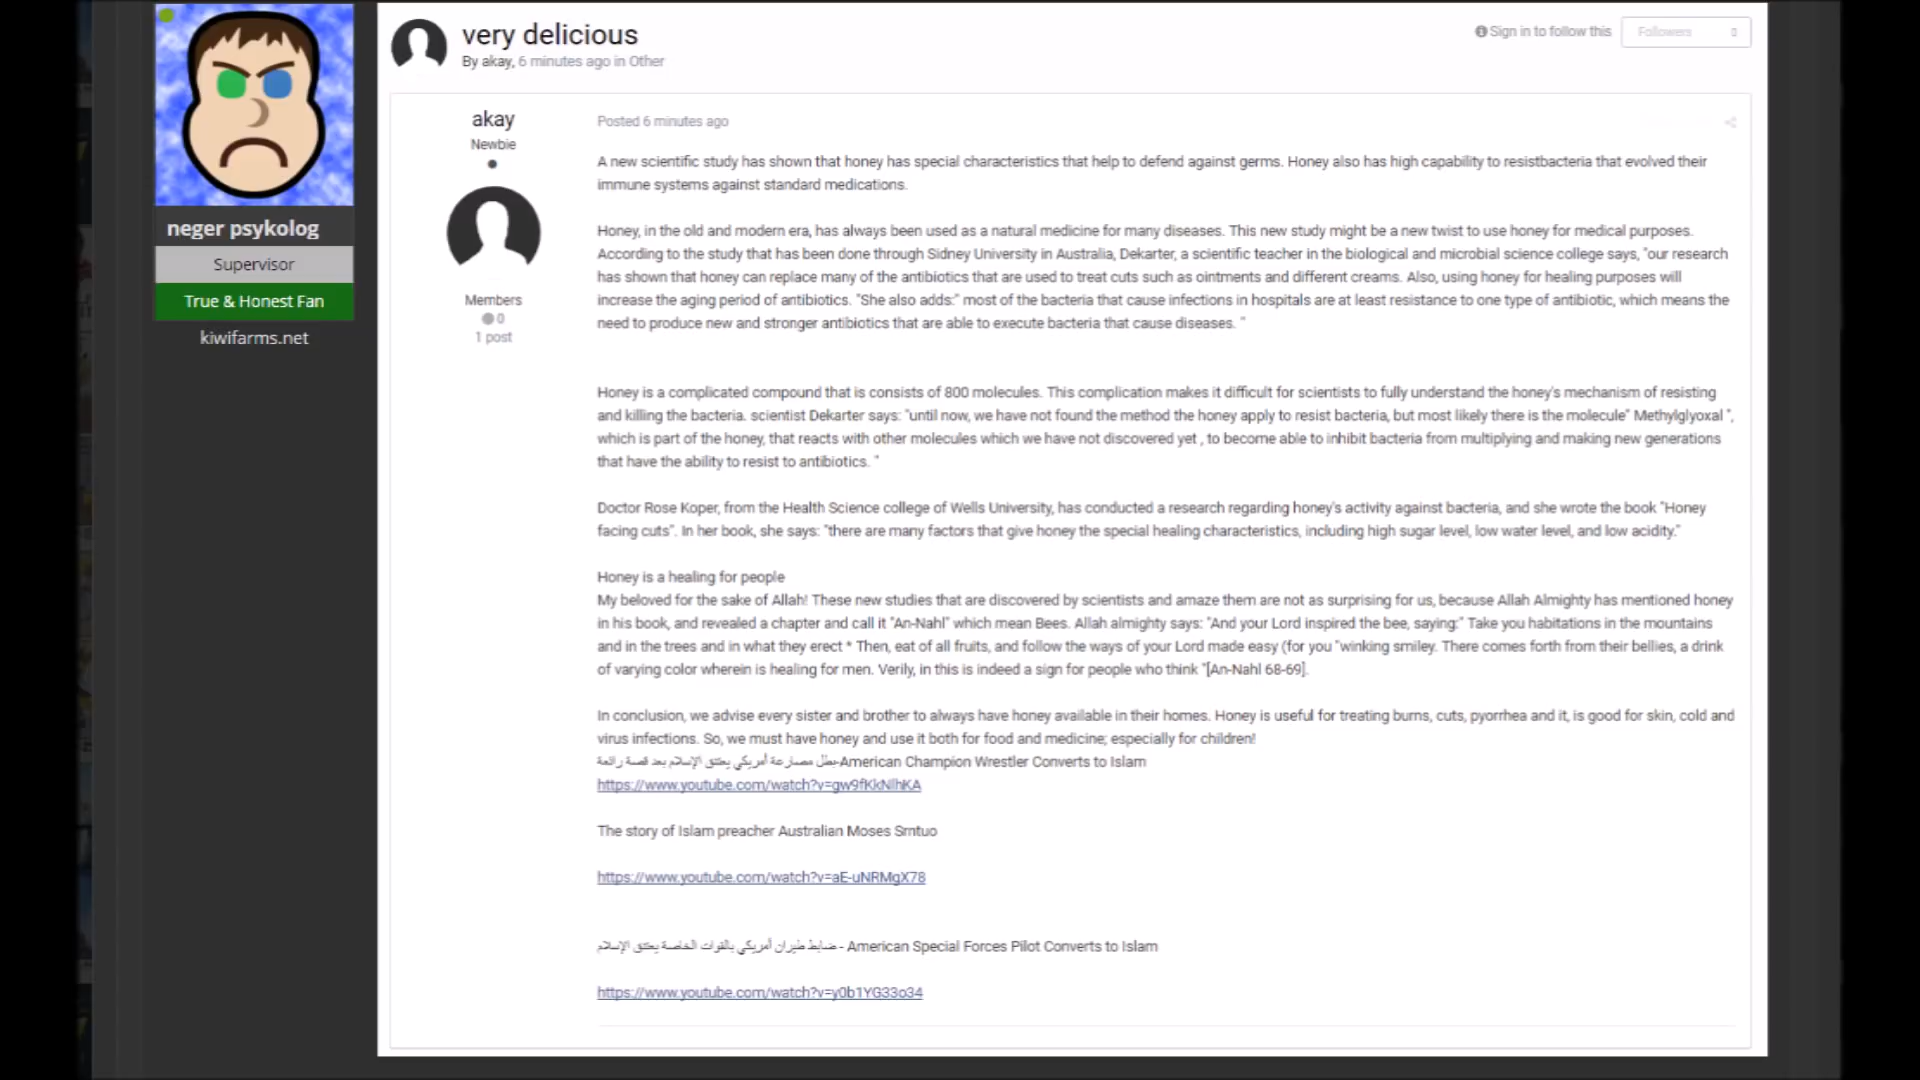 very delicious
By akay, 6 minutes ago in Other
Sign in to follow this
Followers
0
neger psykolog
Supervisor
True & Honest Fan
kiwifarms.net
akay
Newbie
Members
0
1 post
Posted 6 minutes ago
A new scientific study has shown that honey has special characteristics that help to defend against germs. Honey also has high capability to resistbacteria that evolved their
immune systems against standard medications.
Honey, in the old and modern era, has always been used as a natural medicine for many diseases. This new study might be a new twist to use honey for medical purposes.
According to the study that has been done through Sidney University in Australia, Dekarter, a scientific teacher in the biological and microbial science college says, "our research
has shown that honey can replace many of the antibiotics that are used to treat cuts such as ointments and different creams. Also, using honey for healing purposes will
increase the aging period of antibiotics. "She also adds:" most of the bacteria that cause infections in hospitals are at least resistance to one type of antibiotic, which means the
need to produce new and stronger antibiotics that are able to execute bacteria that cause diseases. "
Honey is a complicated compound that is consists of 800 molecules. This complication makes it difficult for scientists to fully understand the honey's mechanism of resisting
and killing the bacteria. scientist Dekarter says: "until now, we have not found the method the honey apply to resist bacteria, but most likely there is the molecule" Methylglyoxal ",
which is part of the honey, that reacts with other molecules which we have not discovered yet , to become able to inhibit bacteria from multiplying and making new generations
that have the ability to resist to antibiotics. "
Doctor Rose Koper, from the Health Science college of Wells University, has conducted a research regarding honey's activity against bacteria, and she wrote the book "Honey
facing cuts". In her book, she says: "there are many factors that give honey the special healing characteristics, including high sugar level, low water level, and low acidity."
Honey is a healing for people
My beloved for the sake of Allah! These new studies that are discovered by scientists and amaze them are not as surprising for us, because Allah Almighty has mentioned honey
in his book, and revealed a chapter and call it "An-Nahl" which mean Bees. Allah almighty says: "And your Lord inspired the bee, saying:" Take you habitations in the mountains
and in the trees and in what they erect * Then, eat of all fruits, and follow the ways of your Lord made easy (for you "winking smiley. There comes forth from their bellies, a drink
of varying color wherein is healing for men. Verily, in this is indeed a sign for people who think "[An-Nahl 68-69].
In conclusion, we advise every sister and brother to always have honey available in their homes. Honey is useful for treating burns, cuts, pyorrhea and it, is good for skin, cold and
virus infections. So, we must have honey and use it both for food and medicine; especially for children!
بطل مصارعة أمريكي يعتنق الإسلام بعد قصة رائعة-American Champion Wrestler Converts to Islam
https://www.youtube.com/watch?v=gw9fKkNlhKA
The story of Islam preacher Australian Moses Srntuo
https://www.youtube.com/watch?v=aE-uNRMgX78
ضابط طيران أمريكي بالقوات الخاصة يعتنق الإسلام - American Special Forces Pilot Converts to Islam
https://www.youtube.com/watch?v=y0b1YG33o34